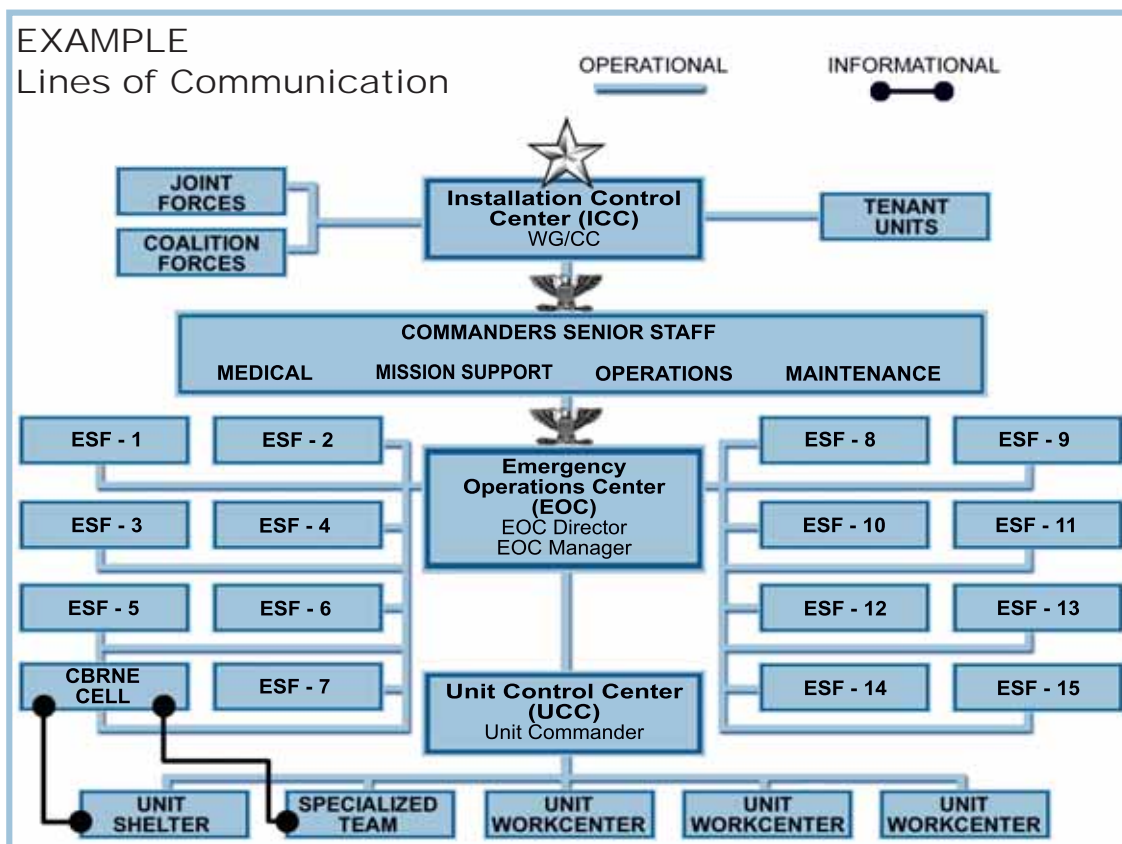 EXAMPLE
Lines of Communication
OPERATIONAL
INFORMATIONAL
JOINT
FORCES
COALITION
FORCES
Installation Control
Center (ICC)
WG/CC
TENANT
UNITS
COMMANDERS SENIOR STAFF
MEDICAL MISSION SUPPORT OPERATIONS MAINTENANCE
ESF - 1
ESF - 2
ESF - 8
ESF - 9
Emergency
Operations Center
(EOC)
EOC Director
EOC Manager
ESF - 3
ESF - 4
ESF - 10
ESF - 11
ESF - 5
ESF - 6
ESF - 12
ESF - 13
CBRNE
CELL
ESF - 7
Unit Control Center
(UCC)
Unit Commander
ESF - 14
ESF - 15
UNIT
SHELTER
SPECIALIZED
TEAM
UNIT
WORKCENTER
UNIT
WORKCENTER
UNIT
WORKCENTER